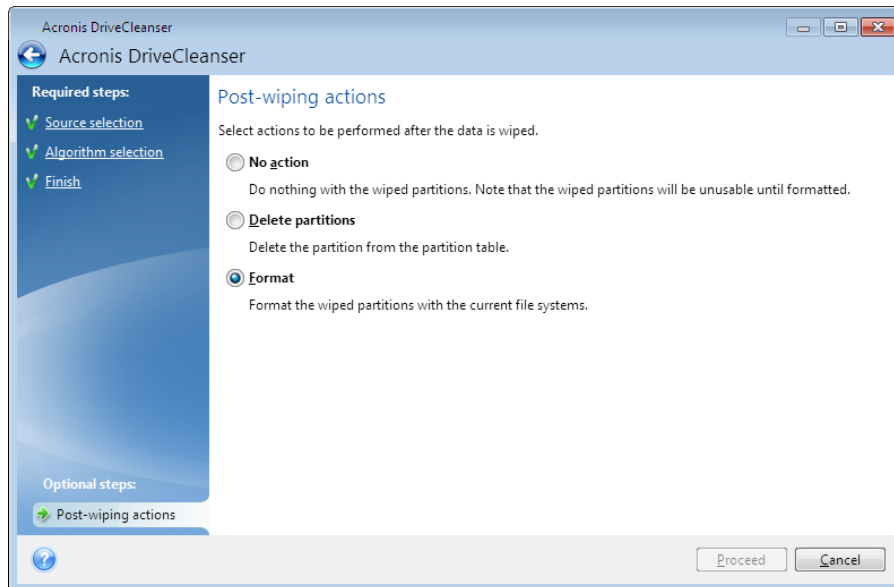 Acronis DriveCleanser
Acronis DriveCleanser
Required steps:
Source selection
Algorithm selection
Finish
Optional steps:
Post-wiping actions
Post-wiping actions
Select actions to be performed after the data is wiped.
No action
Do nothing with the wiped partitions. Note that the wiped partitions will be unusable until formatted.
Delete partitions
Delete the partition from the partition table.
Format
Format the wiped partitions with the current file systems.
?
Proceed
Cancel